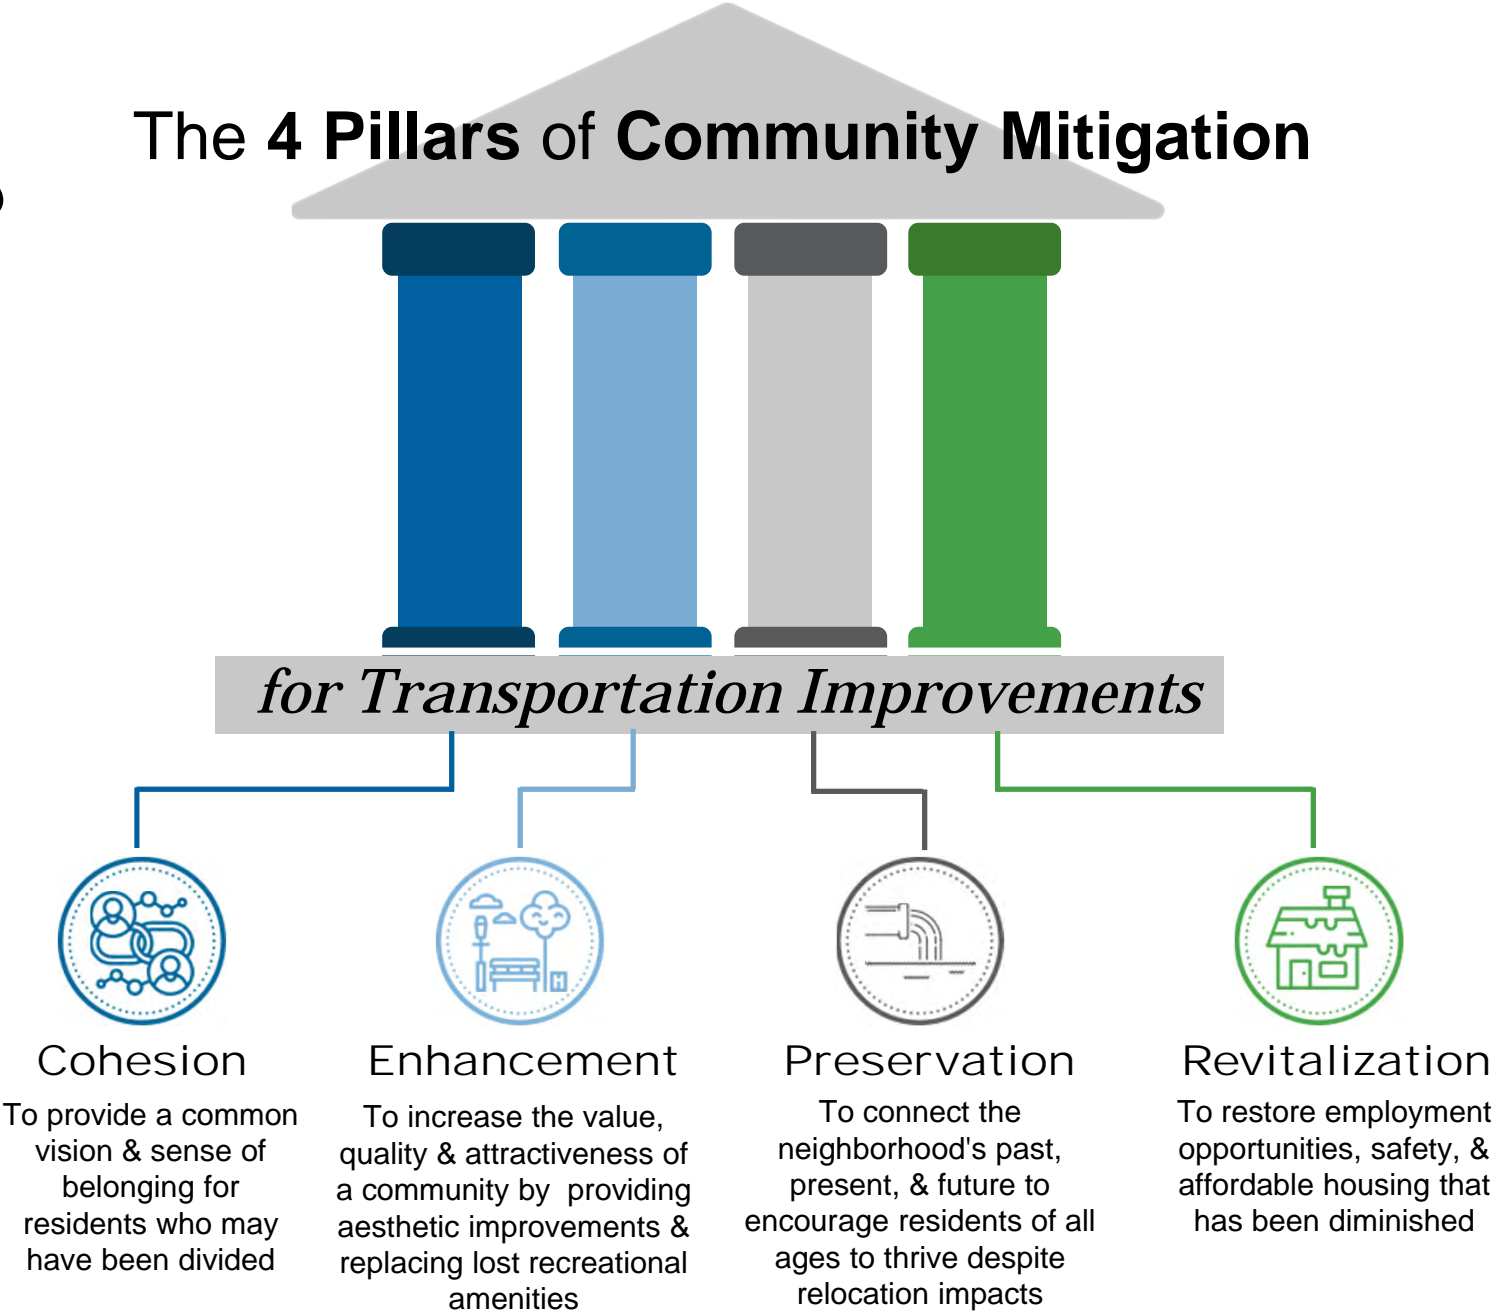 The 4 Pillars of Community Mitigation
for Transportation Improvements
Cohesion
To provide a common
vision & sense of
belonging for
residents who may
have been divided
Enhancement
To increase the value,
quality & attractiveness of
a community by  providing
aesthetic improvements &
replacing lost recreational
amenities
Preservation
To connect the
neighborhood's past,
present, & future to
encourage residents of all
ages to thrive despite
relocation impacts
Revitalization
To restore employment
opportunities, safety, &
affordable housing that
has been diminished